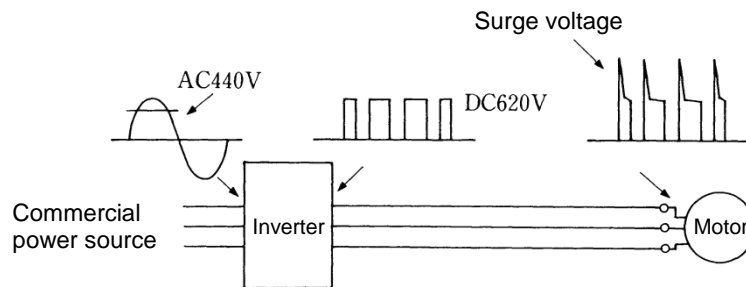 Surge voltage
AC440V
DC620V
Commercial
power source
Inverter
Motor